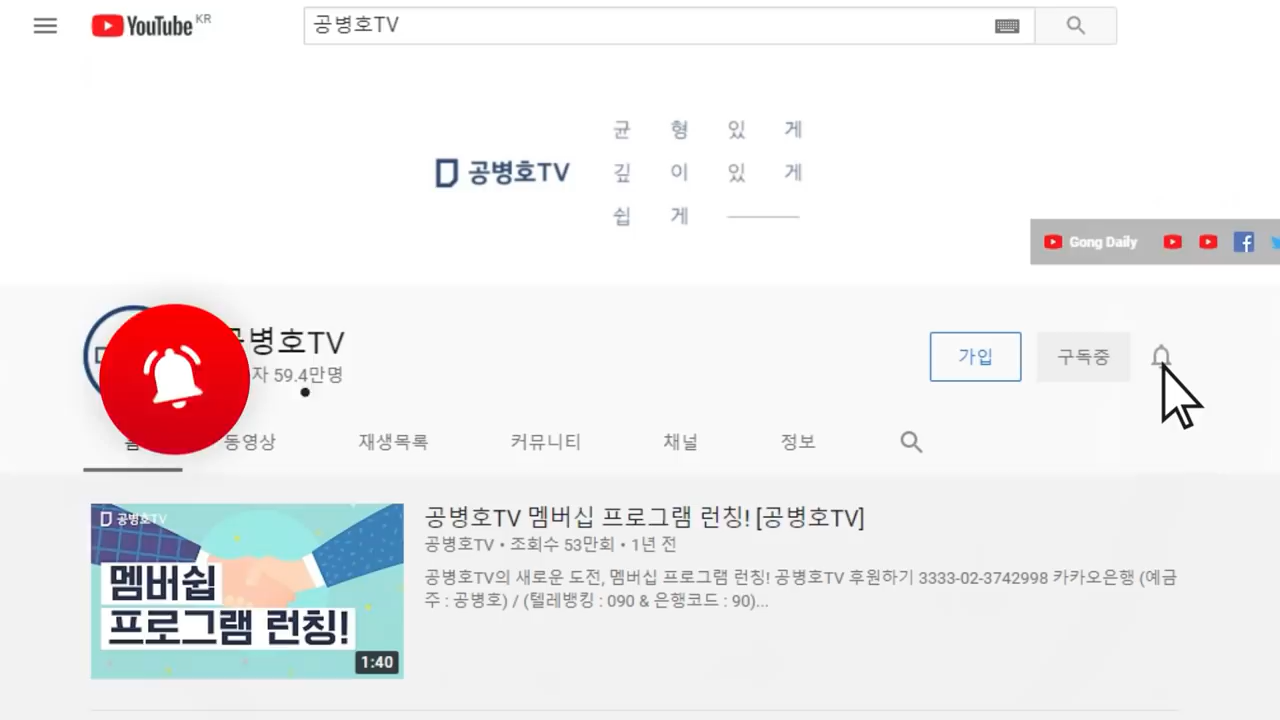 YouTube KR
공병호TV
균형있게
공병호TV
깊이있게
쉽게
Gong Daily
병호TV
자 59.4만명
가입
구독중
동영상
재생목록
커뮤니티
채널
정보
공병호TV
멤버쉽
프로그램 런칭!
1:40
공병호TV 멤버십 프로그램 런칭! [공병호TV]
공병호TV • 조회수 53만회 • 1년 전
공병호TV의 새로운 도전, 멤버십 프로그램 런칭! 공병호TV 후원하기 3333-02-3742998 카카오은행 (예금
주 : 공병호) / (텔레뱅킹 : 090 & 은행코드 : 90)...